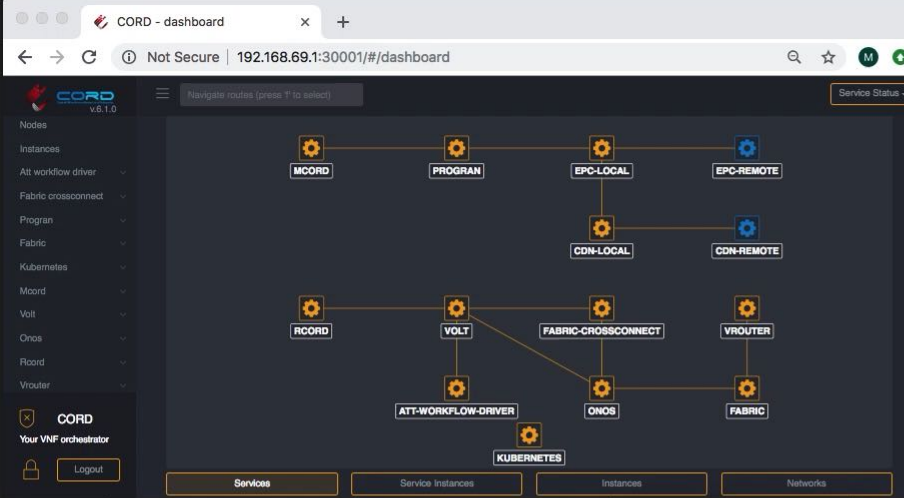 CORD - dashboard
Not Secure
192.168.69.1:30001/#/dashboard
M
CORD
v.6.1.0
Navigate routes (press 'f' to select)
Service Status
Nodes
Instances
Att workflow driver
Fabric crossconnect
Progran
Fabric
Kubernetes
Mcord
Volt
Onos
Rcord
Vrouter
CORD
Your VNF orchestrator
Logout
MCORD
PROGRAN
EPC-LOCAL
EPC-REMOTE
CDN-LOCAL
CDN-REMOTE
RCORD
VOLT
FABRIC-CROSSCONNECT
VROUTER
ATT-WORKFLOW-DRIVER
ONOS
FABRIC
KUBERNETES
Services
Service Instances
Instances
Networks